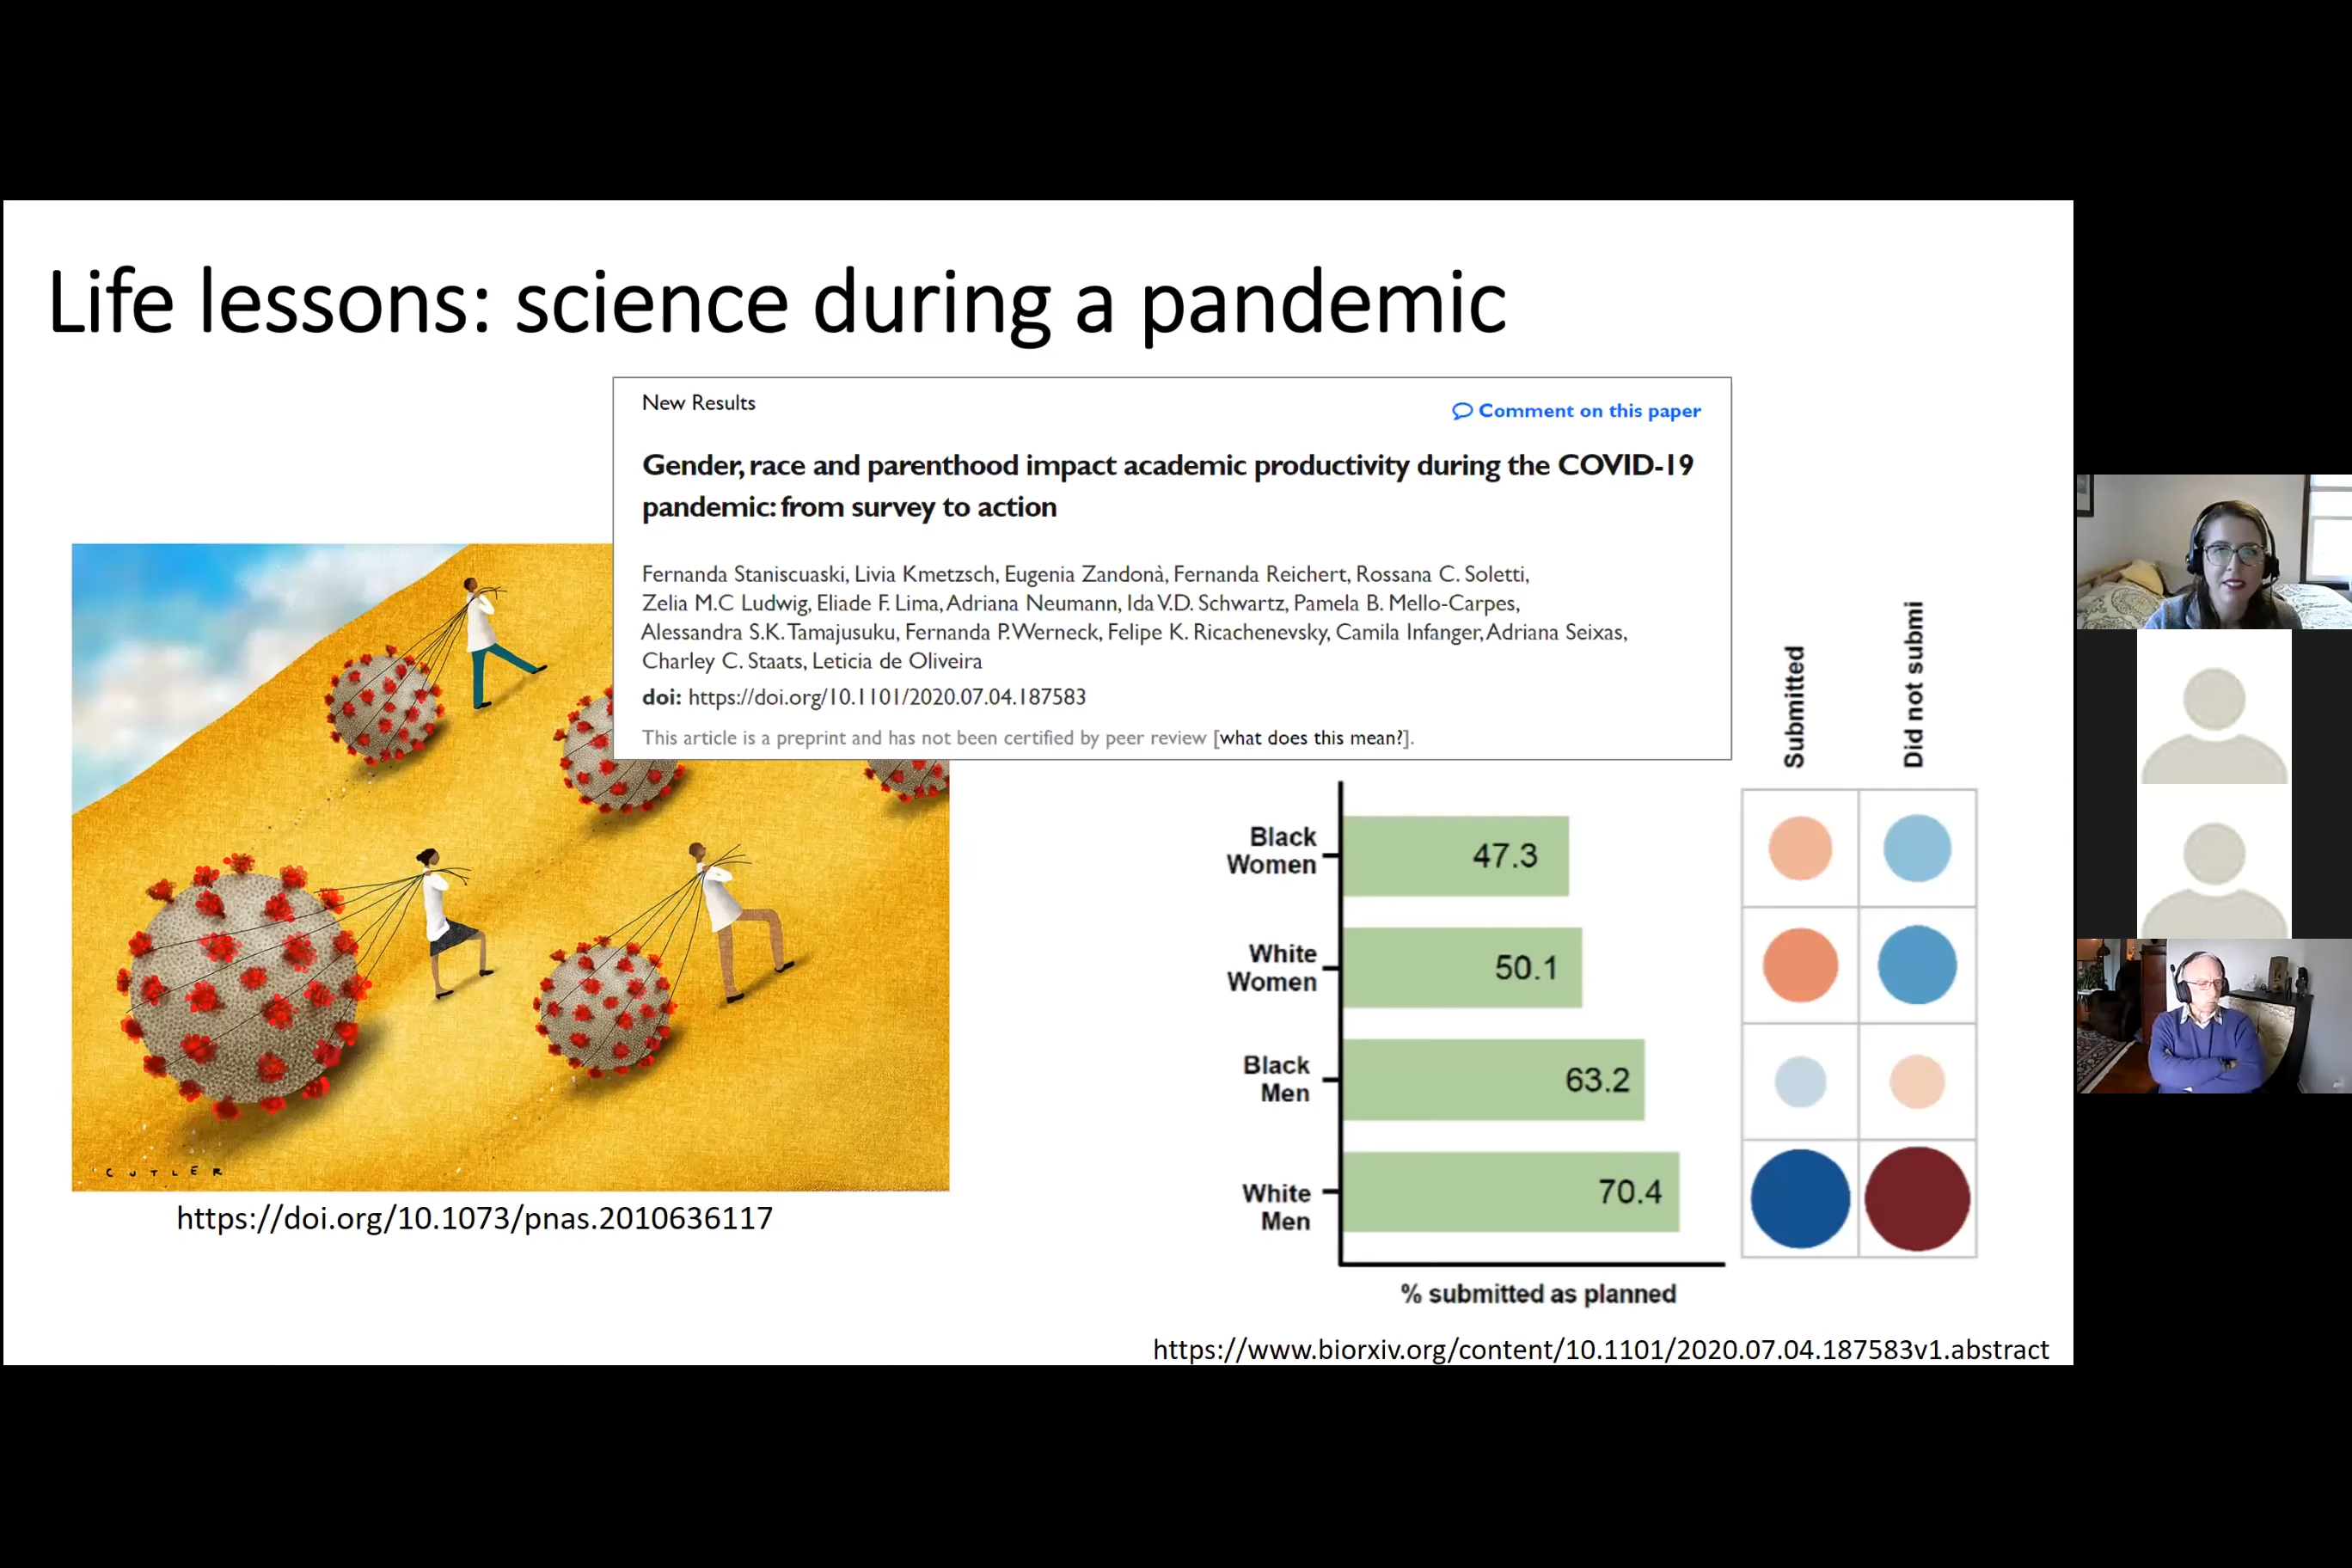 Life lessons: science during a pandemic
New Results
Comment on this paper
Gender, race and parenthood impact academic productivity during the COVID-19
pandemic: from survey to action
Fernanda Staniscuaski, Livia Kmetzsch, Eugenia Zandonà, Fernanda Reichert, Rossana C. Soletti,
Zelia M.C Ludwig, Eliade F. Lima, Adriana Neumann, Ida V.D. Schwartz, Pamela B. Mello-Carpes,
Alessandra S.K. Tamajusuku, Fernanda P. Werneck, Felipe K. Ricachenevsky, Camila Infanger, Adriana Seixas,
Charley C. Staats, Leticia de Oliveira
doi: https://doi.org/10.1101/2020.07.04.187583
This article is a preprint and has not been certified by peer review [what does this mean?].
CUTLER
https://doi.org/10.1073/pnas.2010636117
Submitted
Did not submi
Black
Women
47.3
White
Women
50.1
Black
Men
63.2
White
Men
70.4
% submitted as planned
https://www.biorxiv.org/content/10.1101/2020.07.04.187583v1.abstract